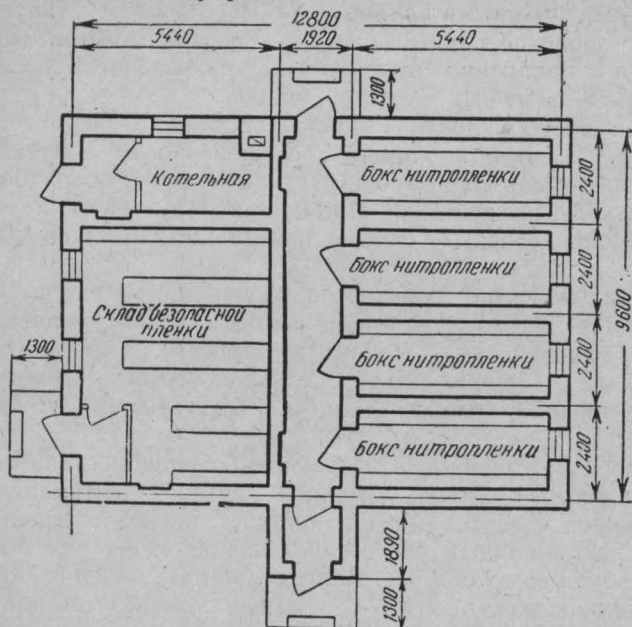 12800
5440
1920
5440
1300
Котельная
бокс нитропленки
2400
бокс нитропленки
2400
Склад безопасной
пленки
1300
бокс нитропленки
2400
9600
бокс нитропленки
2400
1890
1300